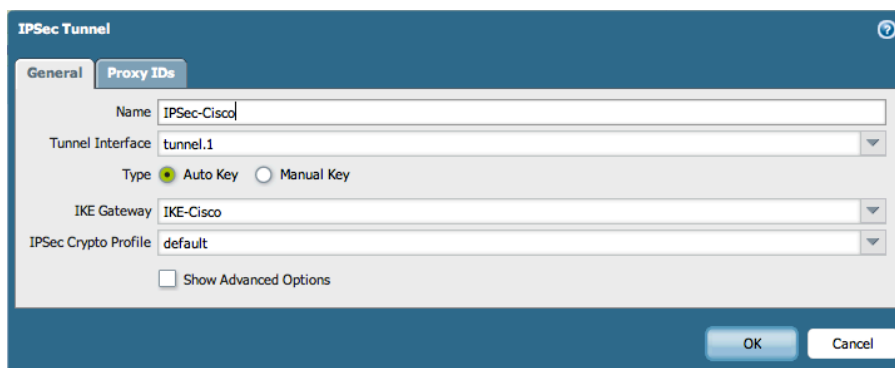 IPSec Tunnel
General Proxy IDs
Name IPSec-Cisco
Tunnel Interface tunnel.1
Type Auto Key Manual Key
IKE Gateway IKE-Cisco
IPSec Crypto Profile default
Show Advanced Options
OK Cancel